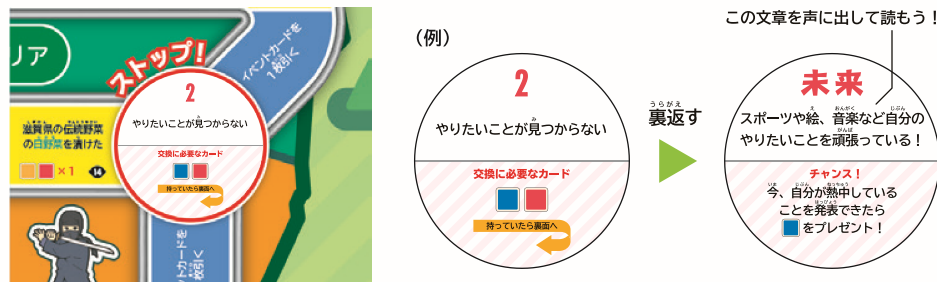 リア
ストップ!
イベントカードを
1枚引く
滋賀県の伝統野菜
の日野菜を漬けた
×1 14
2
やりたいことが見つからない
交換に必要なカード
持っていたら裏面へ
トカードを
枚引く
(例)
2
やりたいことが見つからない
交換に必要なカード
持っていたら裏面へ
裏返す
この文章を声に出して読もう!
未来
スポーツや絵、音楽など自分の
やりたいことを頑張っている!
チャンス!
今、自分が熱中している
ことを発表できたら
をプレゼント!